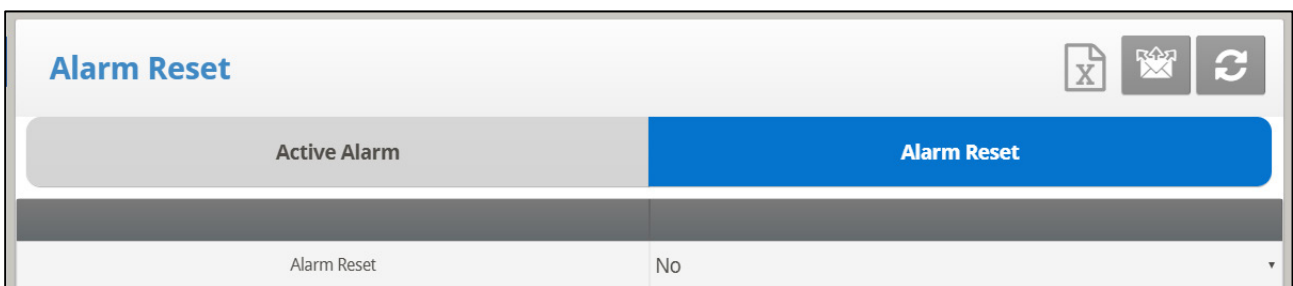 Alarm Reset
X
Active Alarm Alarm Reset
Alarm Reset No